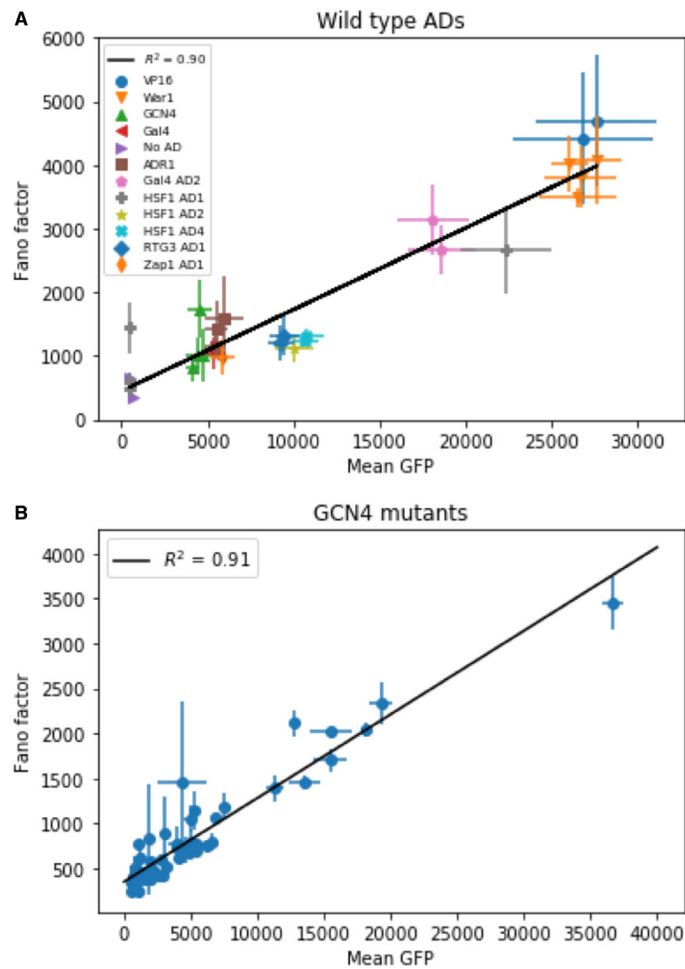 A
Wild type ADs
6000
5000
4000
3000
2000
1000
0
Fano factor
R² = 0.90
VP16
War1
GCN4
Gal4
No AD
ADR1
Gal4 AD2
HSF1 AD1
HSF1 AD2
HSF1 AD4
RTG3 AD1
Zap1 AD1
0 5000 10000 15000 20000 25000 30000
Mean GFP
B
GCN4 mutants
4000
3500
3000
2500
2000
1500
1000
500
Fano factor
R² = 0.91
0 5000 10000 15000 20000 25000 30000 35000 40000
Mean GFP